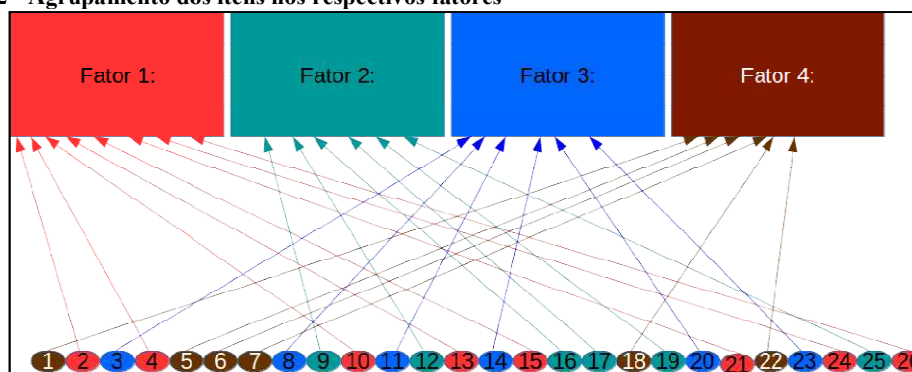 2 - Agrupamento dos itens nos respectivos fatores
Fator 1: Fator 2: Fator 3: Fator 4:
1 2 3 4 5 6 7 8 9 10 11 12 13 14 15 16 17 18 19 20 21 22 23 24 25 26